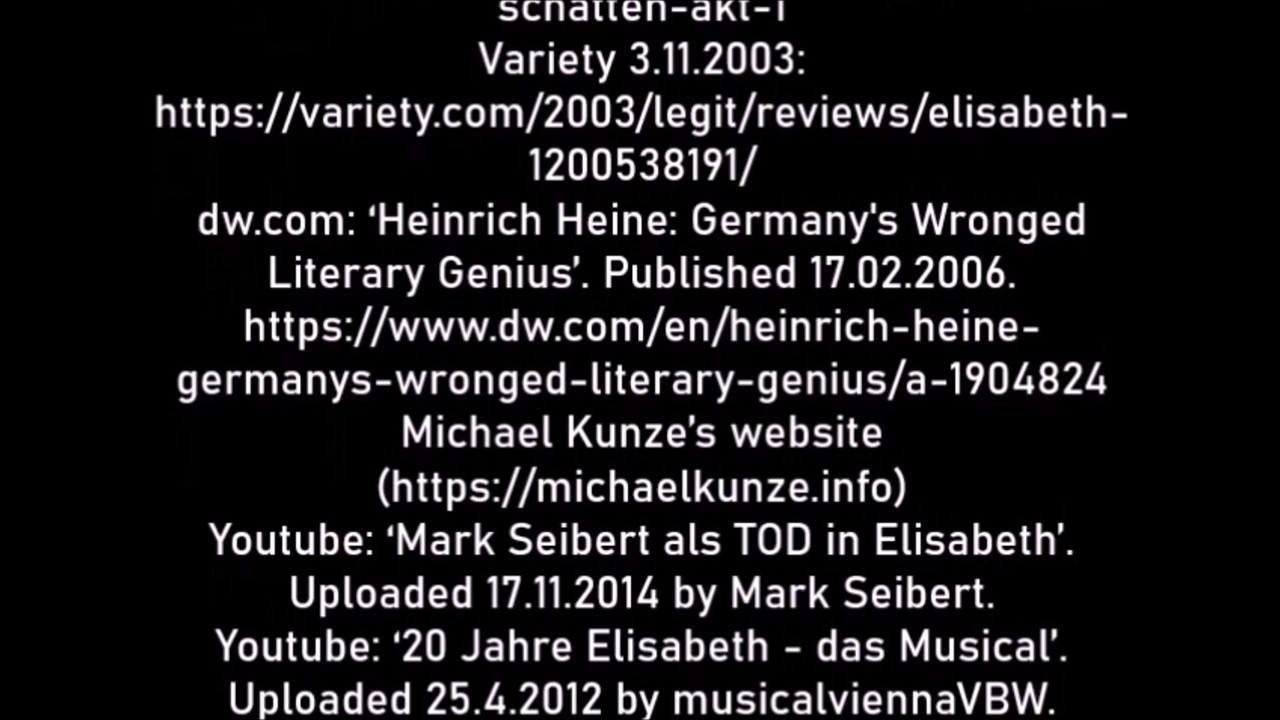 schatten-akt-1
Variety 3.11.2003:
https://variety.com/2003/legit/reviews/elisabeth-
1200538191/
dw.com: ‘Heinrich Heine: Germany's Wronged
Literary Genius’. Published 17.02.2006.
https://www.dw.com/en/heinrich-heine-
germanys-wronged-literary-genius/a-1904824
Michael Kunze’s website
(https://michaelkunze.info)
Youtube: ‘Mark Seibert als TOD in Elisabeth’.
Uploaded 17.11.2014 by Mark Seibert.
Youtube: ‘20 Jahre Elisabeth - das Musical’.
Uploaded 25.4.2012 by musicalviennaVBW.